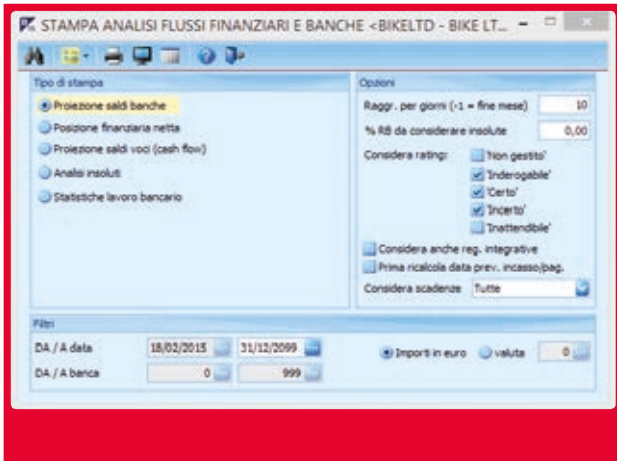 STAMPA ANALISI FLUSSI FINANZIARI E BANCHE <BIKELTD - BIKE LT...
Tipo di stampa
Proiezione saldi banche
Posizione finanziaria netta
Proiezione saldi voci (cash flow)
Analisi insoluti
Statistiche lavoro bancario
Opzioni
Raggr. per giorni (-1 = fine mese) 10
% RB da considerare insolute 0,00
Considera rating: 'Non gestito'
'Inderogabile'
'Certo'
'Incerto'
'Inattendibile'
Considera anche reg. integrative
Prima ricalcola data prev. incasso/pag.
Considera scadenze Tutte
Filtri
DA / A data 18/02/2015 31/12/2099 Importi in euro valuta 0
DA / A banca 0 999